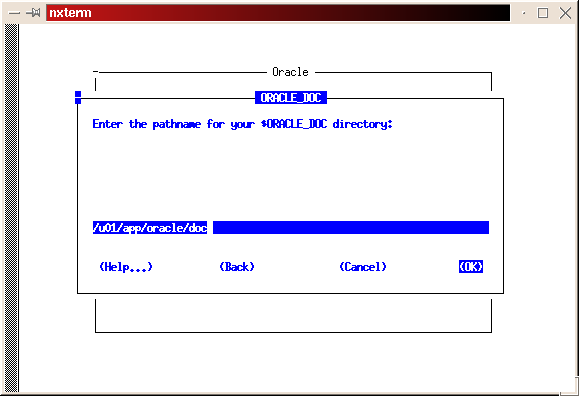 nxterm
Oracle
ORACLE_DOC
Enter the pathname for your $ORACLE_DOC directory:
/u01/app/oracle/doc
(Help...) (Back) (Cancel) (OK)